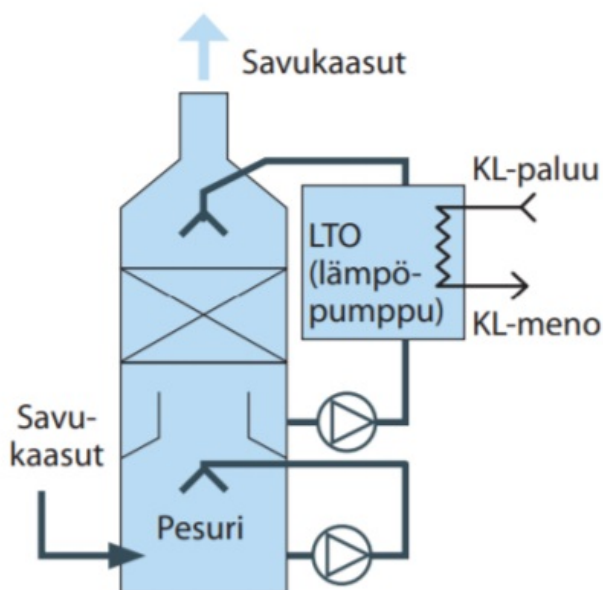 Savukaasut
KL-paluu
LTO
(lämpö-
pumppu)
KL-meno
Savu-
kaasut
Pesuri